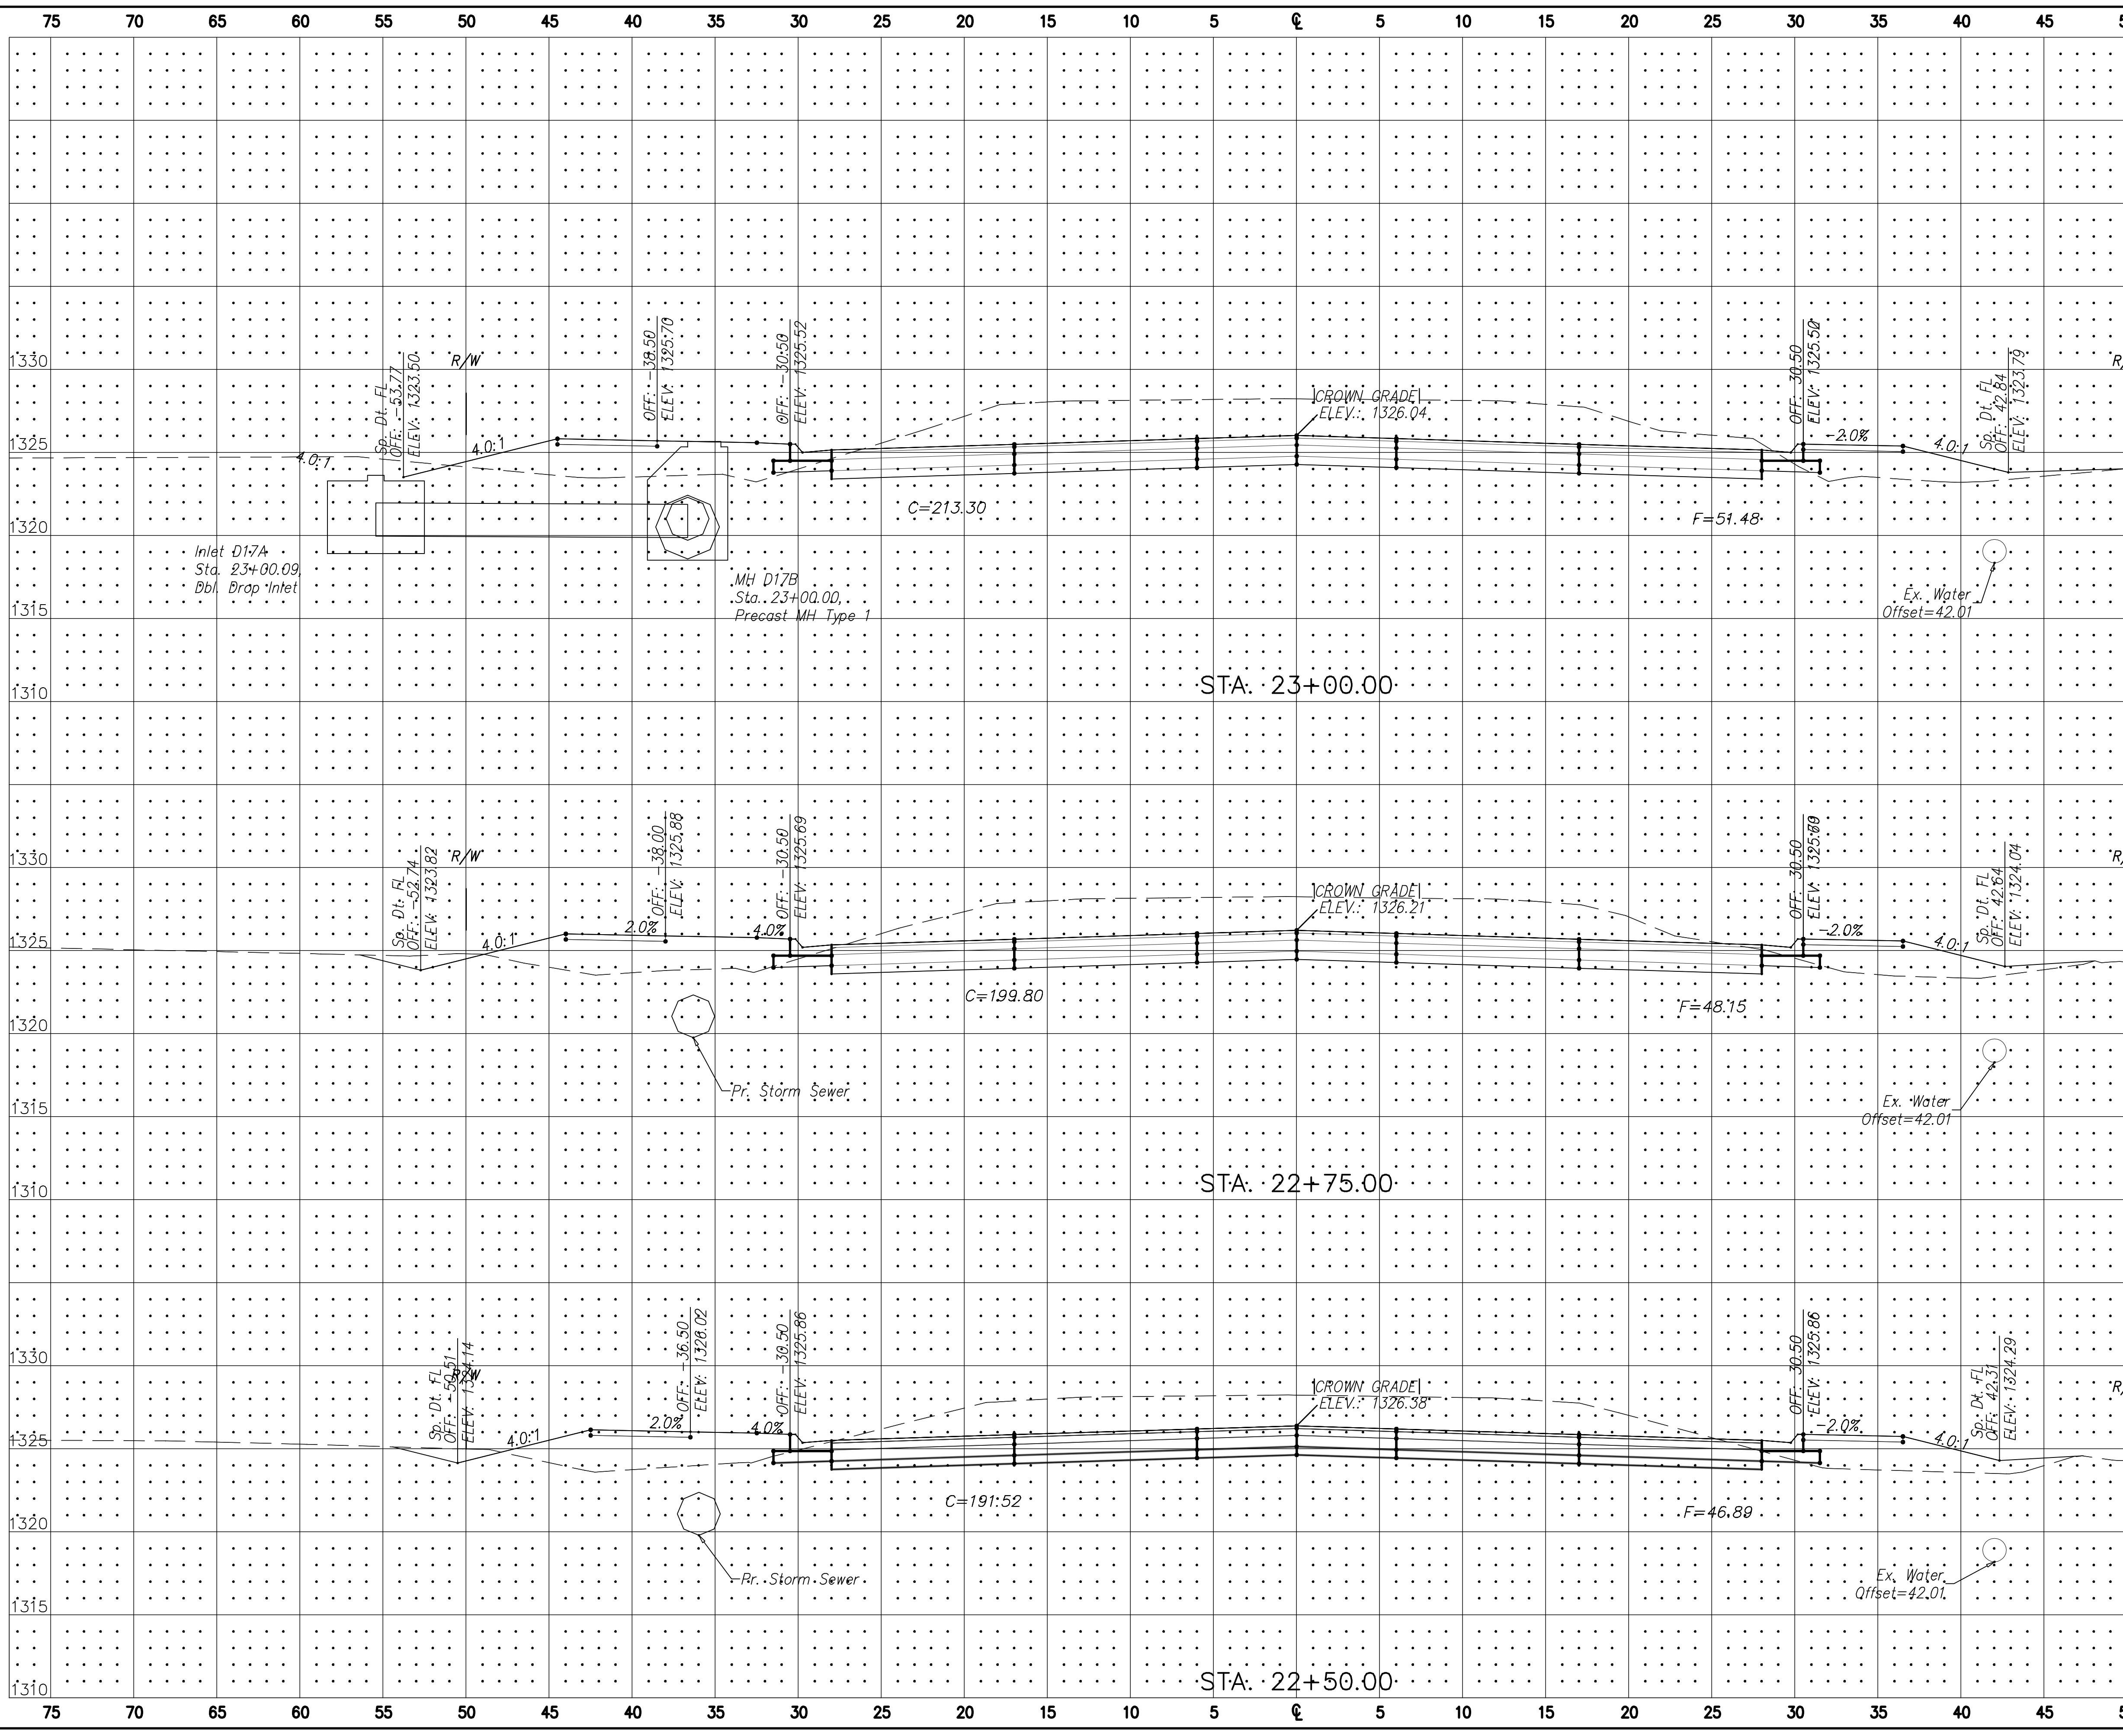 75 70 65 60 55 50 45 40 35 30 25 20 15 10 5 ℄ 5 10 15 20 25 30 35 40 45
1330
1325
1320
1315
1310
Sp. Dt. FL
OFF: -53.77
ELEV: 1323.50
R/W
OFF: -38.50
ELEV: 1325.70
OFF: -30.50
ELEV: 1325.52
CROWN GRADE
ELEV.: 1326.04
OFF: 30.50
ELEV: 1325.52
-2.0%
4.0:1
Sp. Dt. FL
OFF: 42.84
ELEV: 1323.79
4.0:1
4.0:1
C=213.30
F=51.48
Inlet D17A
Sta. 23+00.09,
Dbl. Drop Inlet
MH D17B
Sta. 23+00.00,
Precast MH Type 1
Ex. Water
Offset=42.01
STA. 23+00.00
1330
1325
1320
1315
1310
Sp. Dt. FL
OFF: -52.74
ELEV: 1323.82
R/W
4.0:1
OFF: -38.00
ELEV: 1325.88
2.0%
4.0%
OFF: -30.50
ELEV: 1325.69
CROWN GRADE
ELEV.: 1326.21
OFF: 30.50
-2.0%
4.0:1
Sp. Dt. FL
OFF: 42.64
ELEV: 1324.04
C=199.80
F=48.15
Pr. Storm Sewer
Ex. Water
Offset=42.01
STA. 22+75.00
1330
1325
1320
1315
1310
Sp. Dt. FL
OFF: -50.51
ELEV: 1324.14
R/W
4.0:1
OFF: -36.50
ELEV: 1326.02
2.0%
4.0%
OFF: -30.50
ELEV: 1325.86
CROWN GRADE
ELEV.: 1326.38
OFF: 30.50
ELEV: 1325.86
-2.0%
4.0:1
Sp. Dt. FL
OFF: 42.31
ELEV: 1324.29
C=191.52
F=46.89
Pr. Storm Sewer
Ex. Water
Offset=42.01
STA. 22+50.00
75 70 65 60 55 50 45 40 35 30 25 20 15 10 5 ℄ 5 10 15 20 25 30 35 40 45